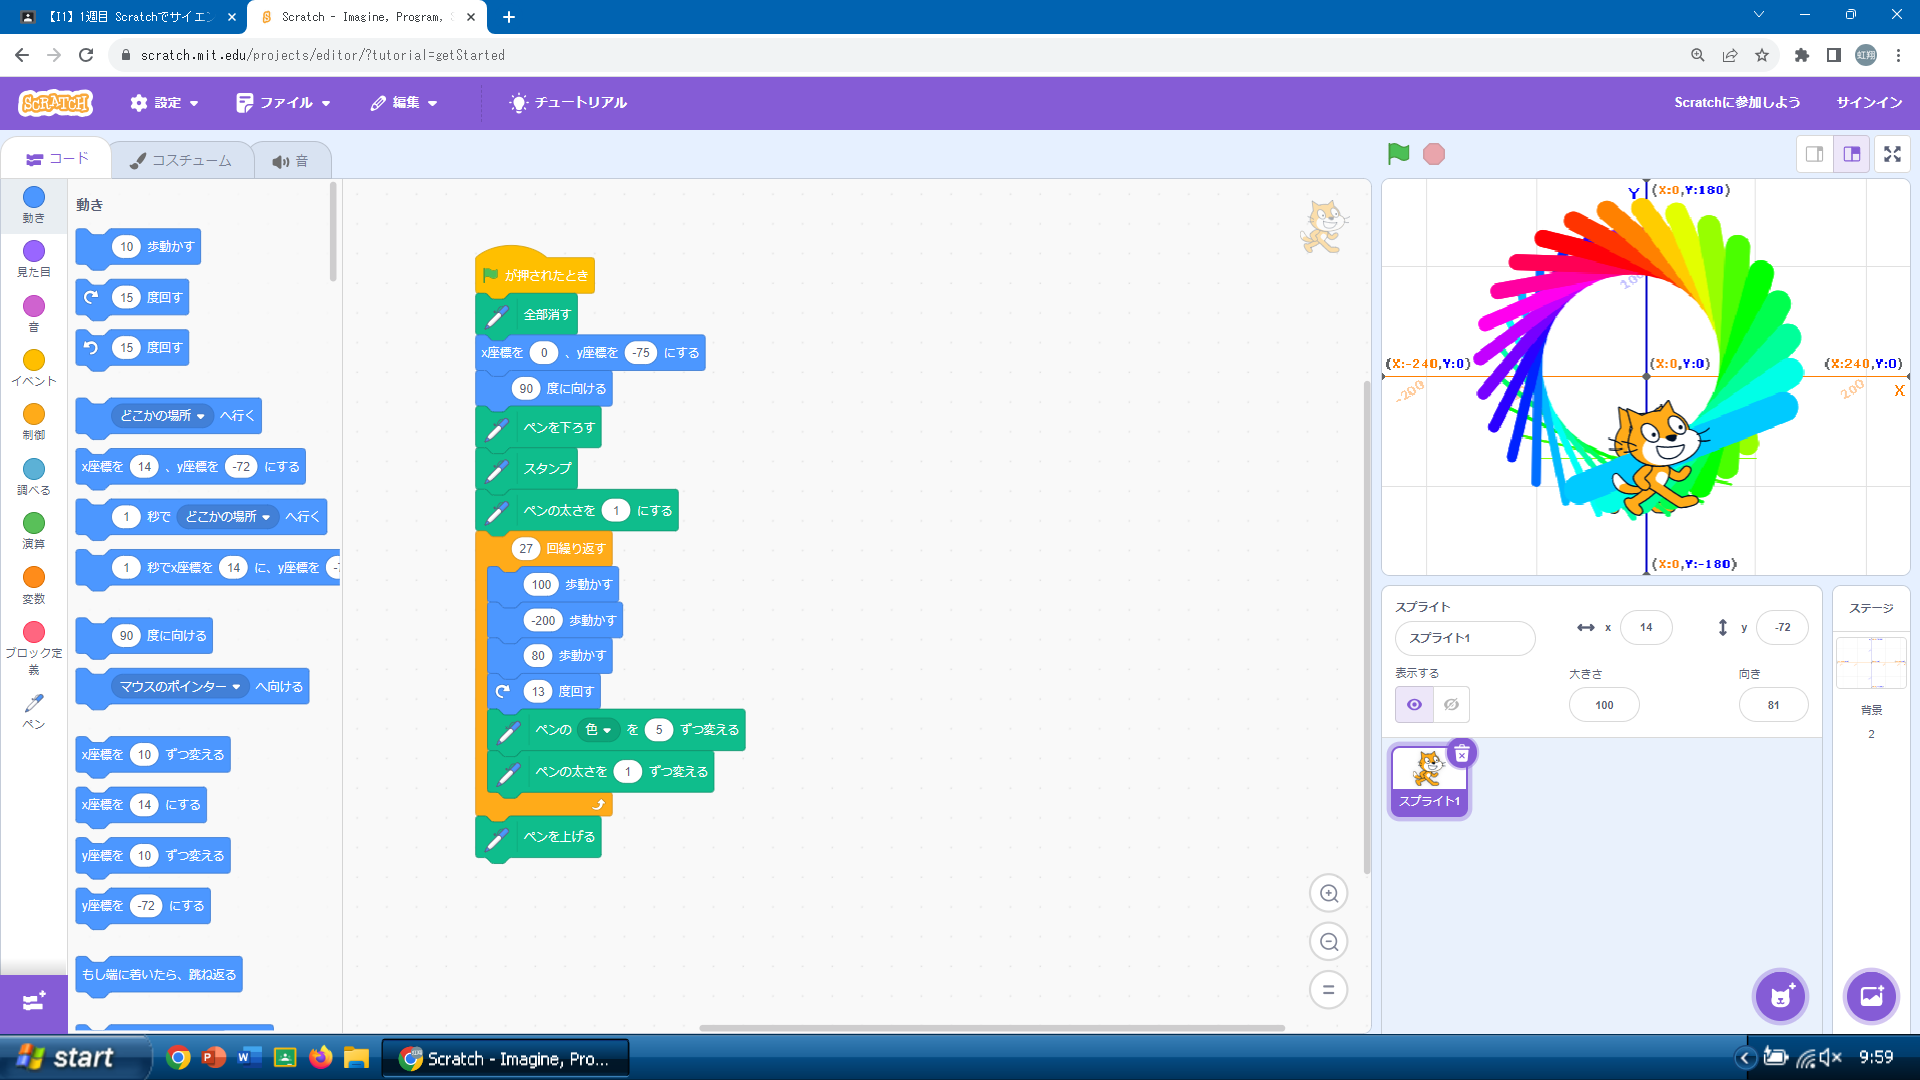 【I1】1週目 Scratchでサイエン
Scratch - Imagine, Program,
scratch.mit.edu/projects/editor/?tutorial=getStarted
虹翔
SCRATCH
設定
ファイル
編集
チュートリアル
Scratchに参加しよう
サインイン
コード
コスチューム
音
動き
見た目
音
イベント
制御
調べる
演算
変数
ブロック定
義
ペン
動き
10 歩動かす
15 度回す
15 度回す
どこかの場所 へ行く
x座標を 14 、y座標を -72 にする
1 秒で どこかの場所 へ行く
1 秒でx座標を 14 に、y座標を
90 度に向ける
マウスのポインター へ向ける
x座標を 10 ずつ変える
x座標を 14 にする
y座標を 10 ずつ変える
y座標を -72 にする
もし端に着いたら、跳ね返る
が押されたとき
全部消す
x座標を 0 、y座標を -75 にする
90 度に向ける
ペンを下ろす
スタンプ
ペンの太さを 1 にする
27 回繰り返す
100 歩動かす
-200 歩動かす
80 歩動かす
13 度回す
ペンの 色 を 5 ずつ変える
ペンの太さを 1 ずつ変える
ペンを上げる
Y
(X:0,Y:180)
(X:-240,Y:0)
(X:0,Y:0)
(X:240,Y:0)
-200
200
X
(X:0,Y:-180)
スプライト
スプライト1
x 14
y -72
表示する
大きさ
100
向き
81
スプライト1
ステージ
背景
2
start
Scratch - Imagine, Pro...
9:59